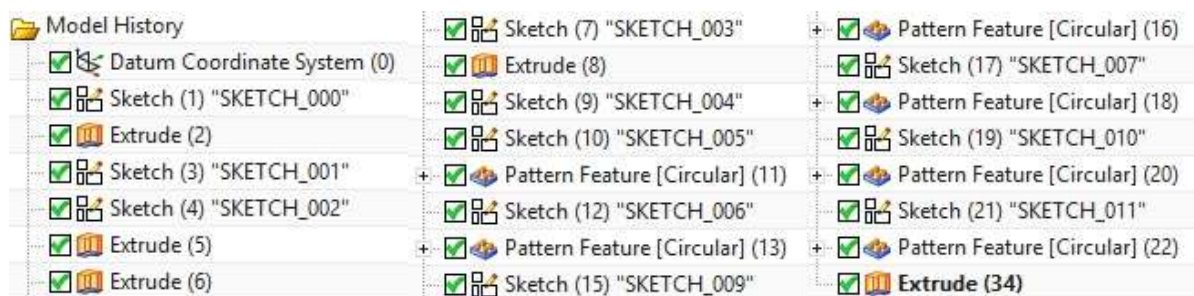 Model History
Datum Coordinate System (0)
Sketch (1) "SKETCH_000"
Extrude (2)
Sketch (3) "SKETCH_001"
Sketch (4) "SKETCH_002"
Extrude (5)
Extrude (6)
Sketch (7) "SKETCH_003"
Extrude (8)
Sketch (9) "SKETCH_004"
Sketch (10) "SKETCH_005"
Pattern Feature [Circular] (11)
Sketch (12) "SKETCH_006"
Pattern Feature [Circular] (13)
Sketch (15) "SKETCH_009"
Pattern Feature [Circular] (16)
Sketch (17) "SKETCH_007"
Pattern Feature [Circular] (18)
Sketch (19) "SKETCH_010"
Pattern Feature [Circular] (20)
Sketch (21) "SKETCH_011"
Pattern Feature [Circular] (22)
Extrude (34)